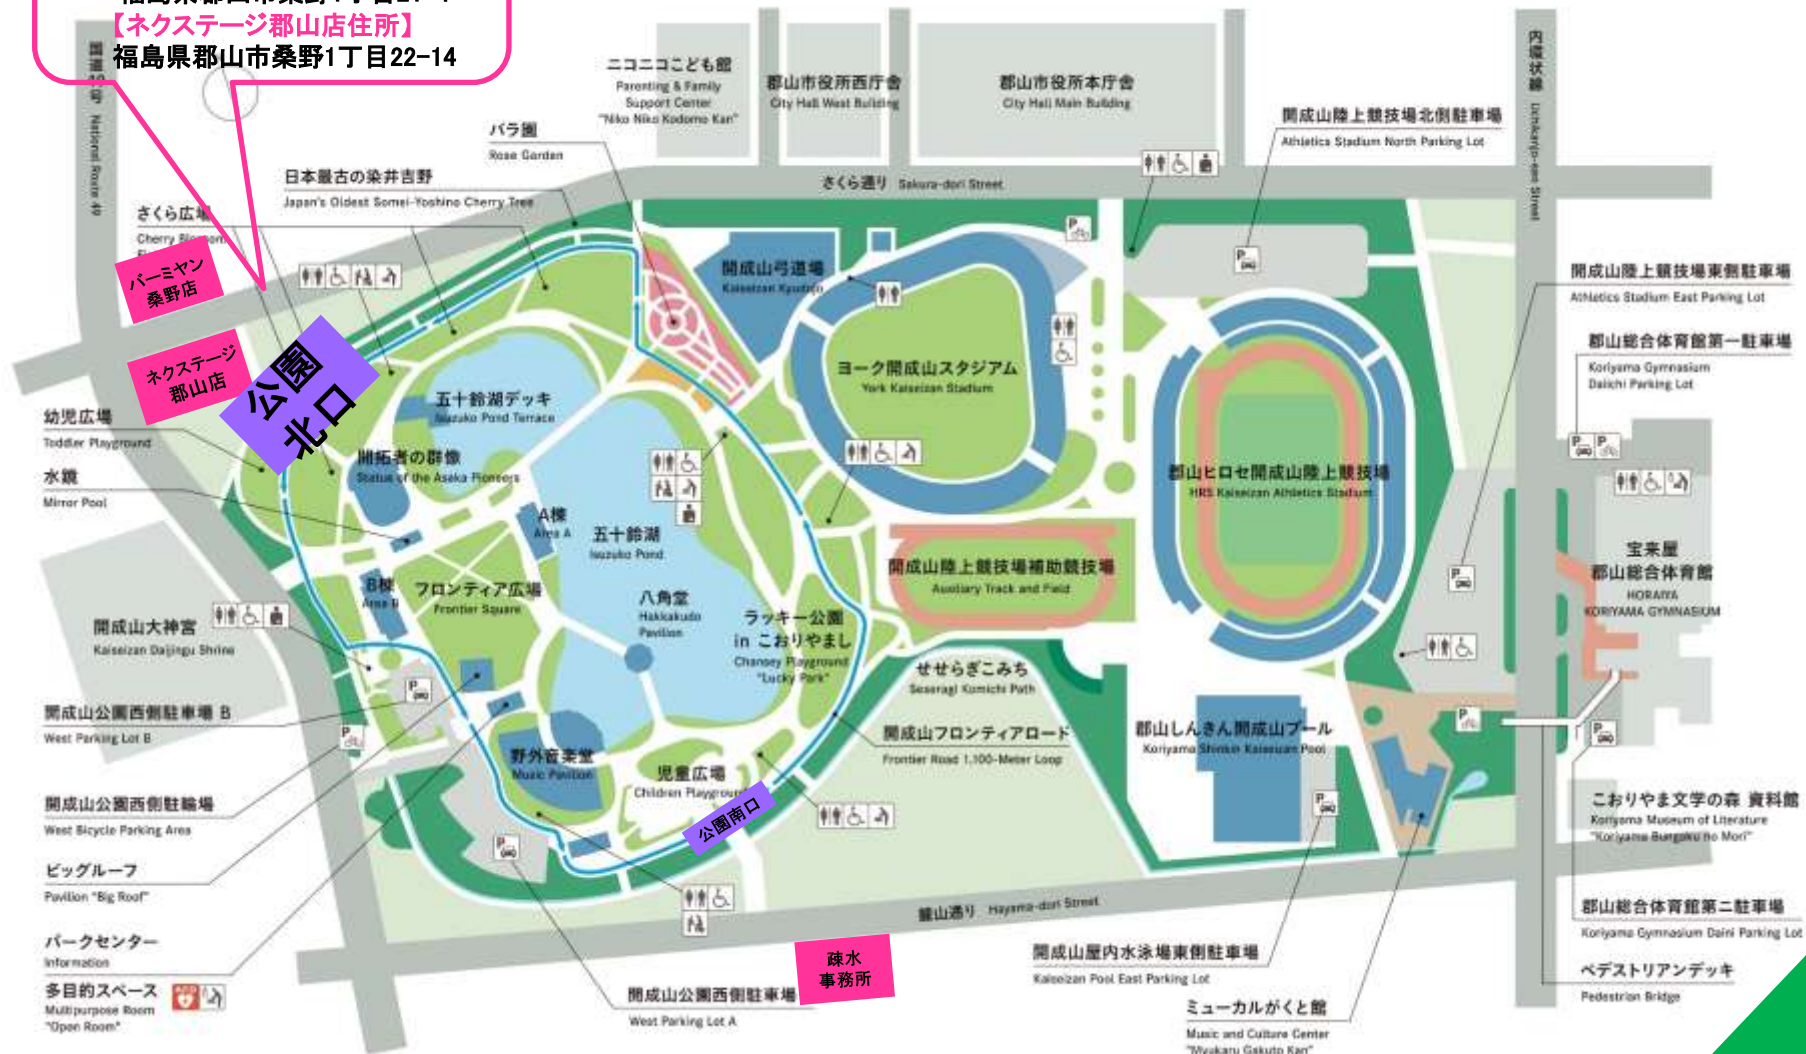 【ネクステージ郡山店住所】
福島県郡山市桑野1丁目22-14
National Route 49
内環状線
Uchikanjo-sen Street
ニコニコこども館
Parenting & Family
Support Center
"Niko Niko Kodomo Kan"
郡山市役所西庁舎
City Hall West Building
郡山市役所本庁舎
City Hall Main Building
開成山陸上競技場北側駐車場
Athletics Stadium North Parking Lot
バラ園
Rose Garden
日本最古の染井吉野
Japan's Oldest Somei-Yoshino Cherry Tree
さくら通り Sakura-dori Street
さくら広場
Cherry Blossom
バーミヤン
桑野店
ネクステージ
郡山店
公園
北口
開成山弓道場
Kaiseizan Kyudojo
開成山陸上競技場東側駐車場
Athletics Stadium East Parking Lot
郡山総合体育館第一駐車場
Koriyama Gymnasium
Daiichi Parking Lot
ヨーク開成山スタジアム
York Kaiseizan Stadium
五十鈴湖デッキ
Isuzuko Pond Terrace
幼児広場
Toddler Playground
開拓者の群像
Statue of the Asaka Pioneers
水鏡
Mirror Pool
郡山ヒロセ開成山陸上競技場
HRS Kaiseizan Athletics Stadium
A棟
Area A
五十鈴湖
Isuzuko Pond
宝来屋
郡山総合体育館
HORAIYA
KORIYAMA GYMNASIUM
開成山陸上競技場補助競技場
Auxiliary Track and Field
B棟
Area B
フロンティア広場
Frontier Square
八角堂
Hakkakudo
Pavilion
ラッキー公園
in こおりやまし
Chansey Playground
"Lucky Park"
開成山大神宮
Kaiseizan Daijingu Shrine
せせらぎこみち
Seseragi Komichi Path
開成山公園西側駐車場 B
West Parking Lot B
開成山フロンティアロード
Frontier Road 1,100-Meter Loop
郡山しんきん開成山プール
Koriyama Shinkin Kaiseizan Pool
野外音楽堂
Music Pavilion
児童広場
Children Playground
公園南口
開成山公園西側駐輪場
West Bicycle Parking Area
こおりやま文学の森 資料館
Koriyama Museum of Literature
"Koriyama Bungaku no Mori"
ビッグルーフ
Pavilion "Big Roof"
麓山通り Hayama-dori Street
郡山総合体育館第二駐車場
Koriyama Gymnasium Daini Parking Lot
パークセンター
Information
疎水
事務所
開成山屋内水泳場東側駐車場
Kaiseizan Pool East Parking Lot
ペデストリアンデッキ
Pedestrian Bridge
多目的スペース
Multipurpose Room
"Open Room"
AED
開成山公園西側駐車場
West Parking Lot A
ミューカルがくと館
Music and Culture Center
"Myukaru Gakuto Kan"